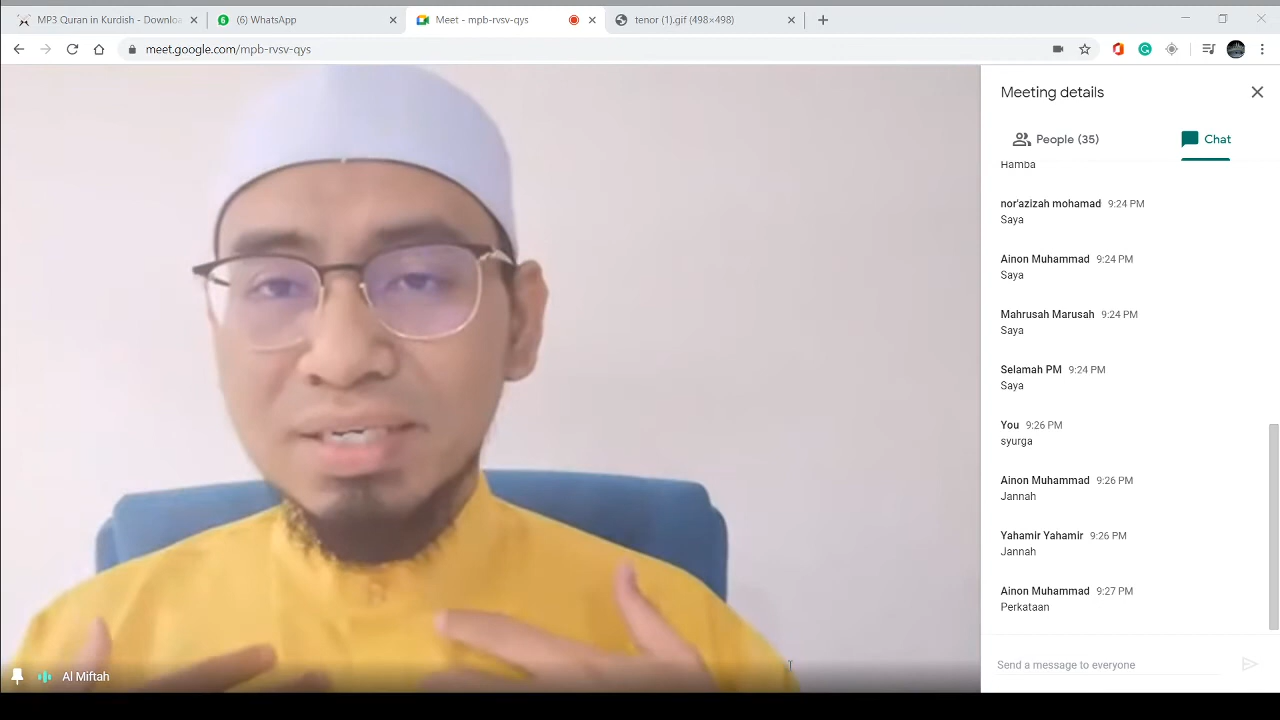 MP3 Quran in Kurdish - Downloa
(6) WhatsApp
Meet - mpb-rvsv-qys
tenor (1).gif (498×498)
meet.google.com/mpb-rvsv-qys
Meeting details
People (35)
Chat
Hamba
nor'azizah mohamad 9:24 PM
Saya
Ainon Muhammad 9:24 PM
Saya
Mahrusah Marusah 9:24 PM
Saya
Selamah PM 9:24 PM
Saya
You 9:26 PM
syurga
Ainon Muhammad 9:26 PM
Jannah
Yahamir Yahamir 9:26 PM
Jannah
Ainon Muhammad 9:27 PM
Perkataan
Send a message to everyone
Al Miftah